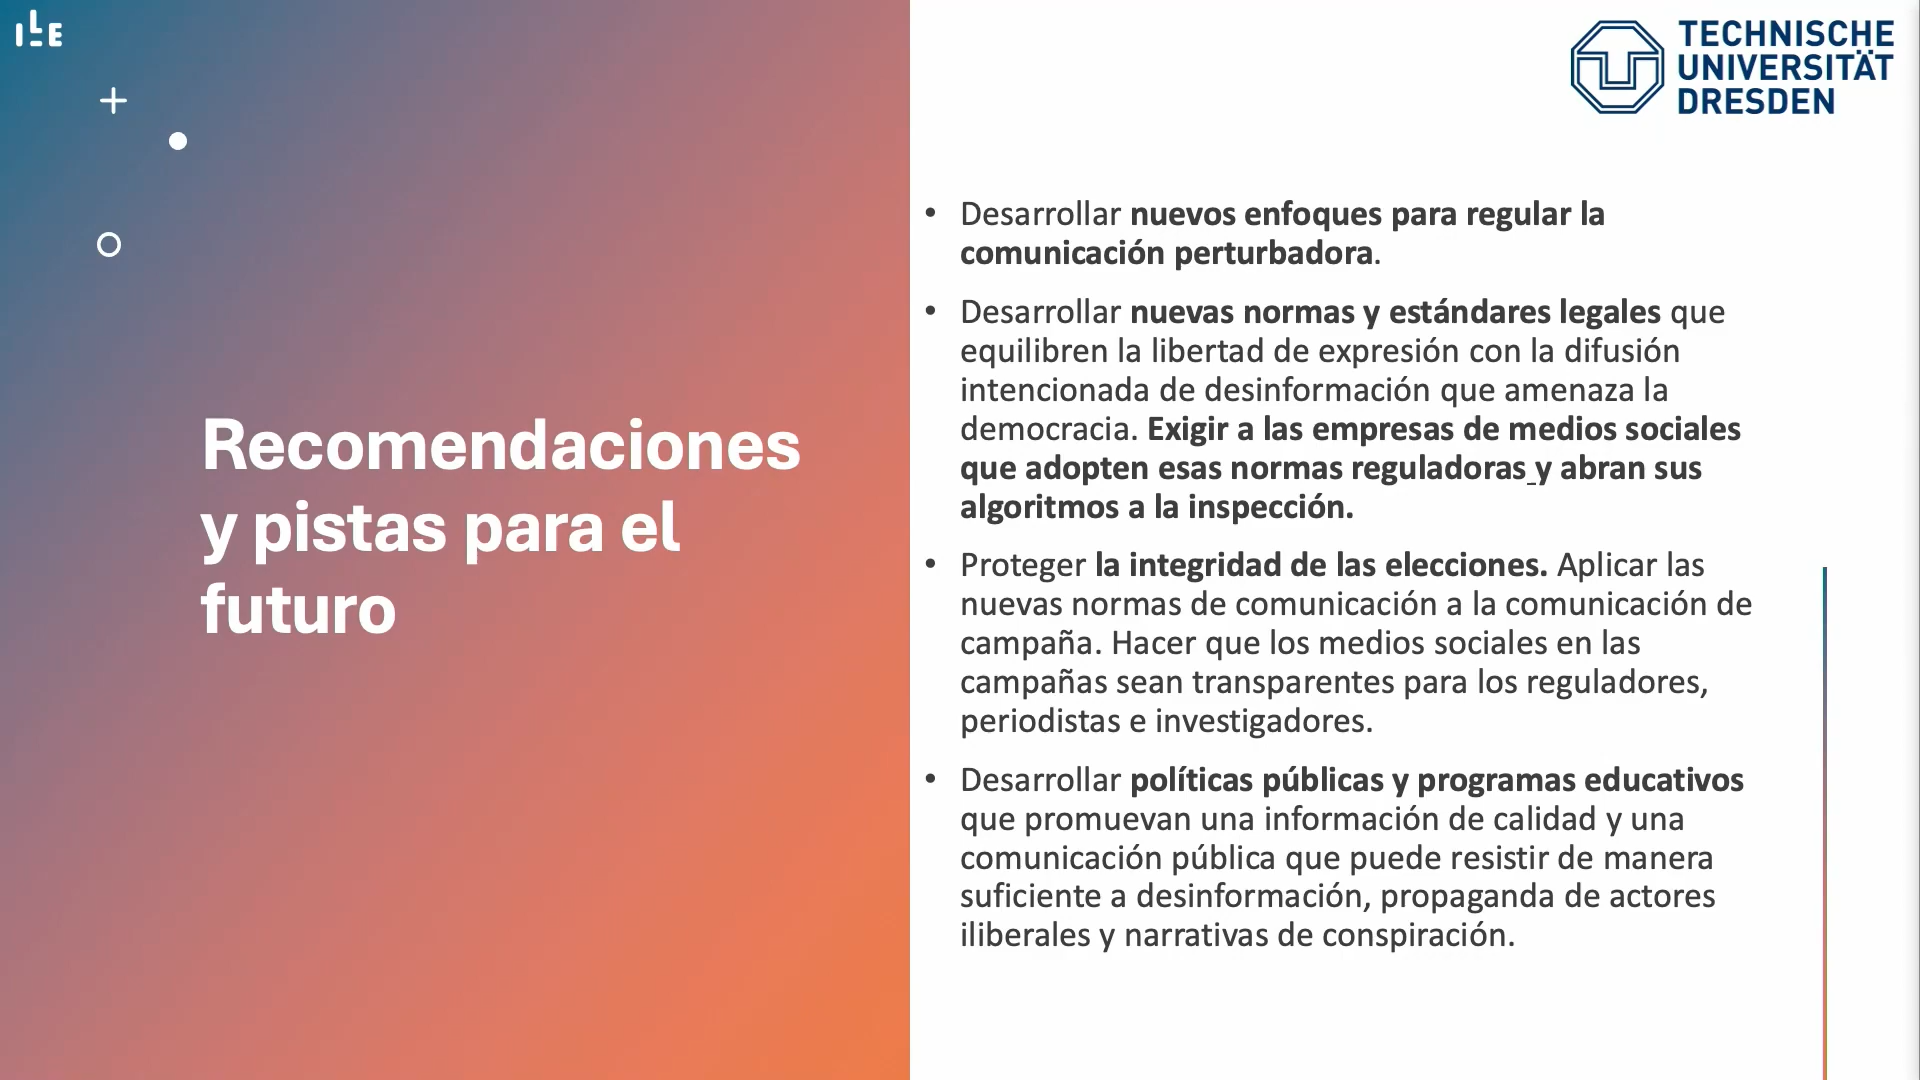 ILE
TECHNISCHE
UNIVERSITÄT
DRESDEN
Recomendaciones
y pistas para el
futuro
• Desarrollar nuevos enfoques para regular la
comunicación perturbadora.
• Desarrollar nuevas normas y estándares legales que
equilibren la libertad de expresión con la difusión
intencionada de desinformación que amenaza la
democracia. Exigir a las empresas de medios sociales
que adopten esas normas reguladoras y abran sus
algoritmos a la inspección.
• Proteger la integridad de las elecciones. Aplicar las
nuevas normas de comunicación a la comunicación de
campaña. Hacer que los medios sociales en las
campañas sean transparentes para los reguladores,
periodistas e investigadores.
• Desarrollar políticas públicas y programas educativos
que promuevan una información de calidad y una
comunicación pública que puede resistir de manera
suficiente a desinformación, propaganda de actores
iliberales y narrativas de conspiración.